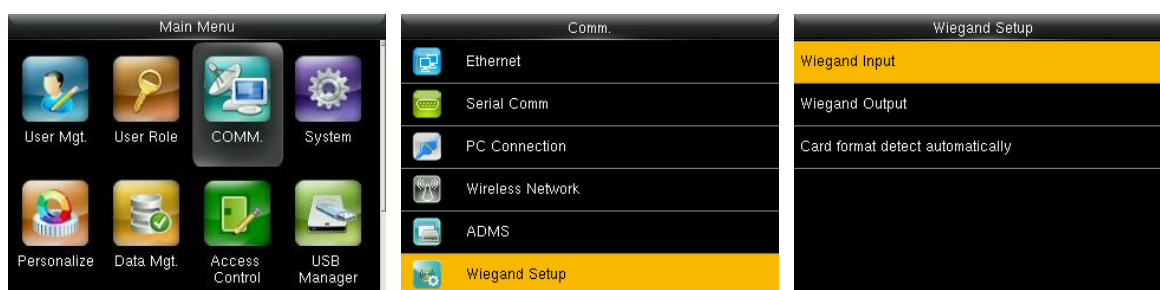 Main Menu
User Mgt.
User Role
COMM.
System
Personalize
Data Mgt.
Access
Control
USB
Manager
Comm.
Ethernet
Serial Comm
PC Connection
Wireless Network
ADMS
Wiegand Setup
Wiegand Setup
Wiegand Input
Wiegand Output
Card format detect automatically